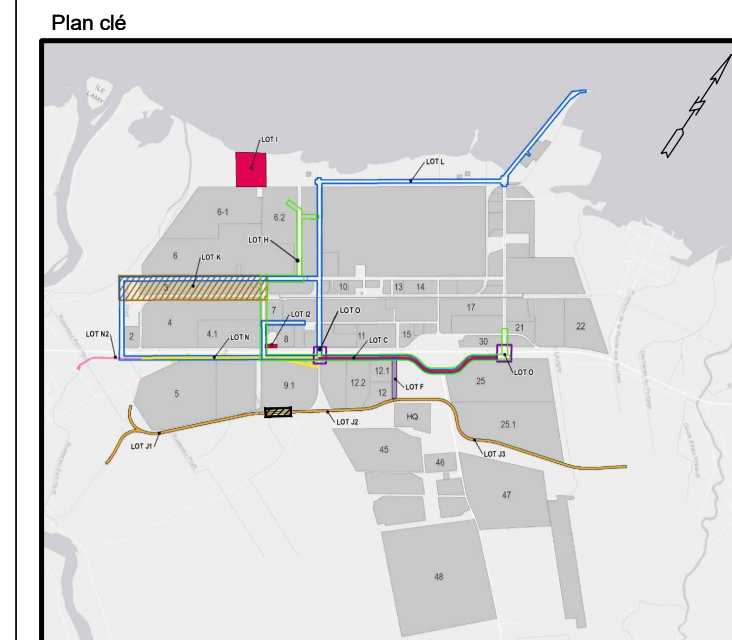 Plan clé
ILE
LAMY
LOT I
LOT L
6-1
6.2
LOT H
6
LOT K
3
10
13
14
7
LOT I2
LOT O
17
4
4.1
2
8
11
15
21
22
30
LOT N2
LOT N
LOT C
LOT O
12.1
12.2
12
LOT F
25
5
9.1
HQ
25.1
LOT J1
LOT J2
LOT J3
45
46
47
48